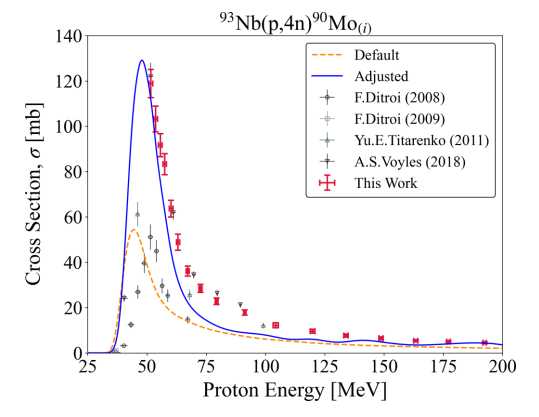 ⁹³Nb(p,4n)⁹⁰Mo₍ᵢ₎
Cross Section, σ [mb]
140
120
100
80
60
40
20
0
Default
Adjusted
F.Ditroi (2008)
F.Ditroi (2009)
Yu.E.Titarenko (2011)
A.S.Voyles (2018)
This Work
25 50 75 100 125 150 175 200
Proton Energy [MeV]